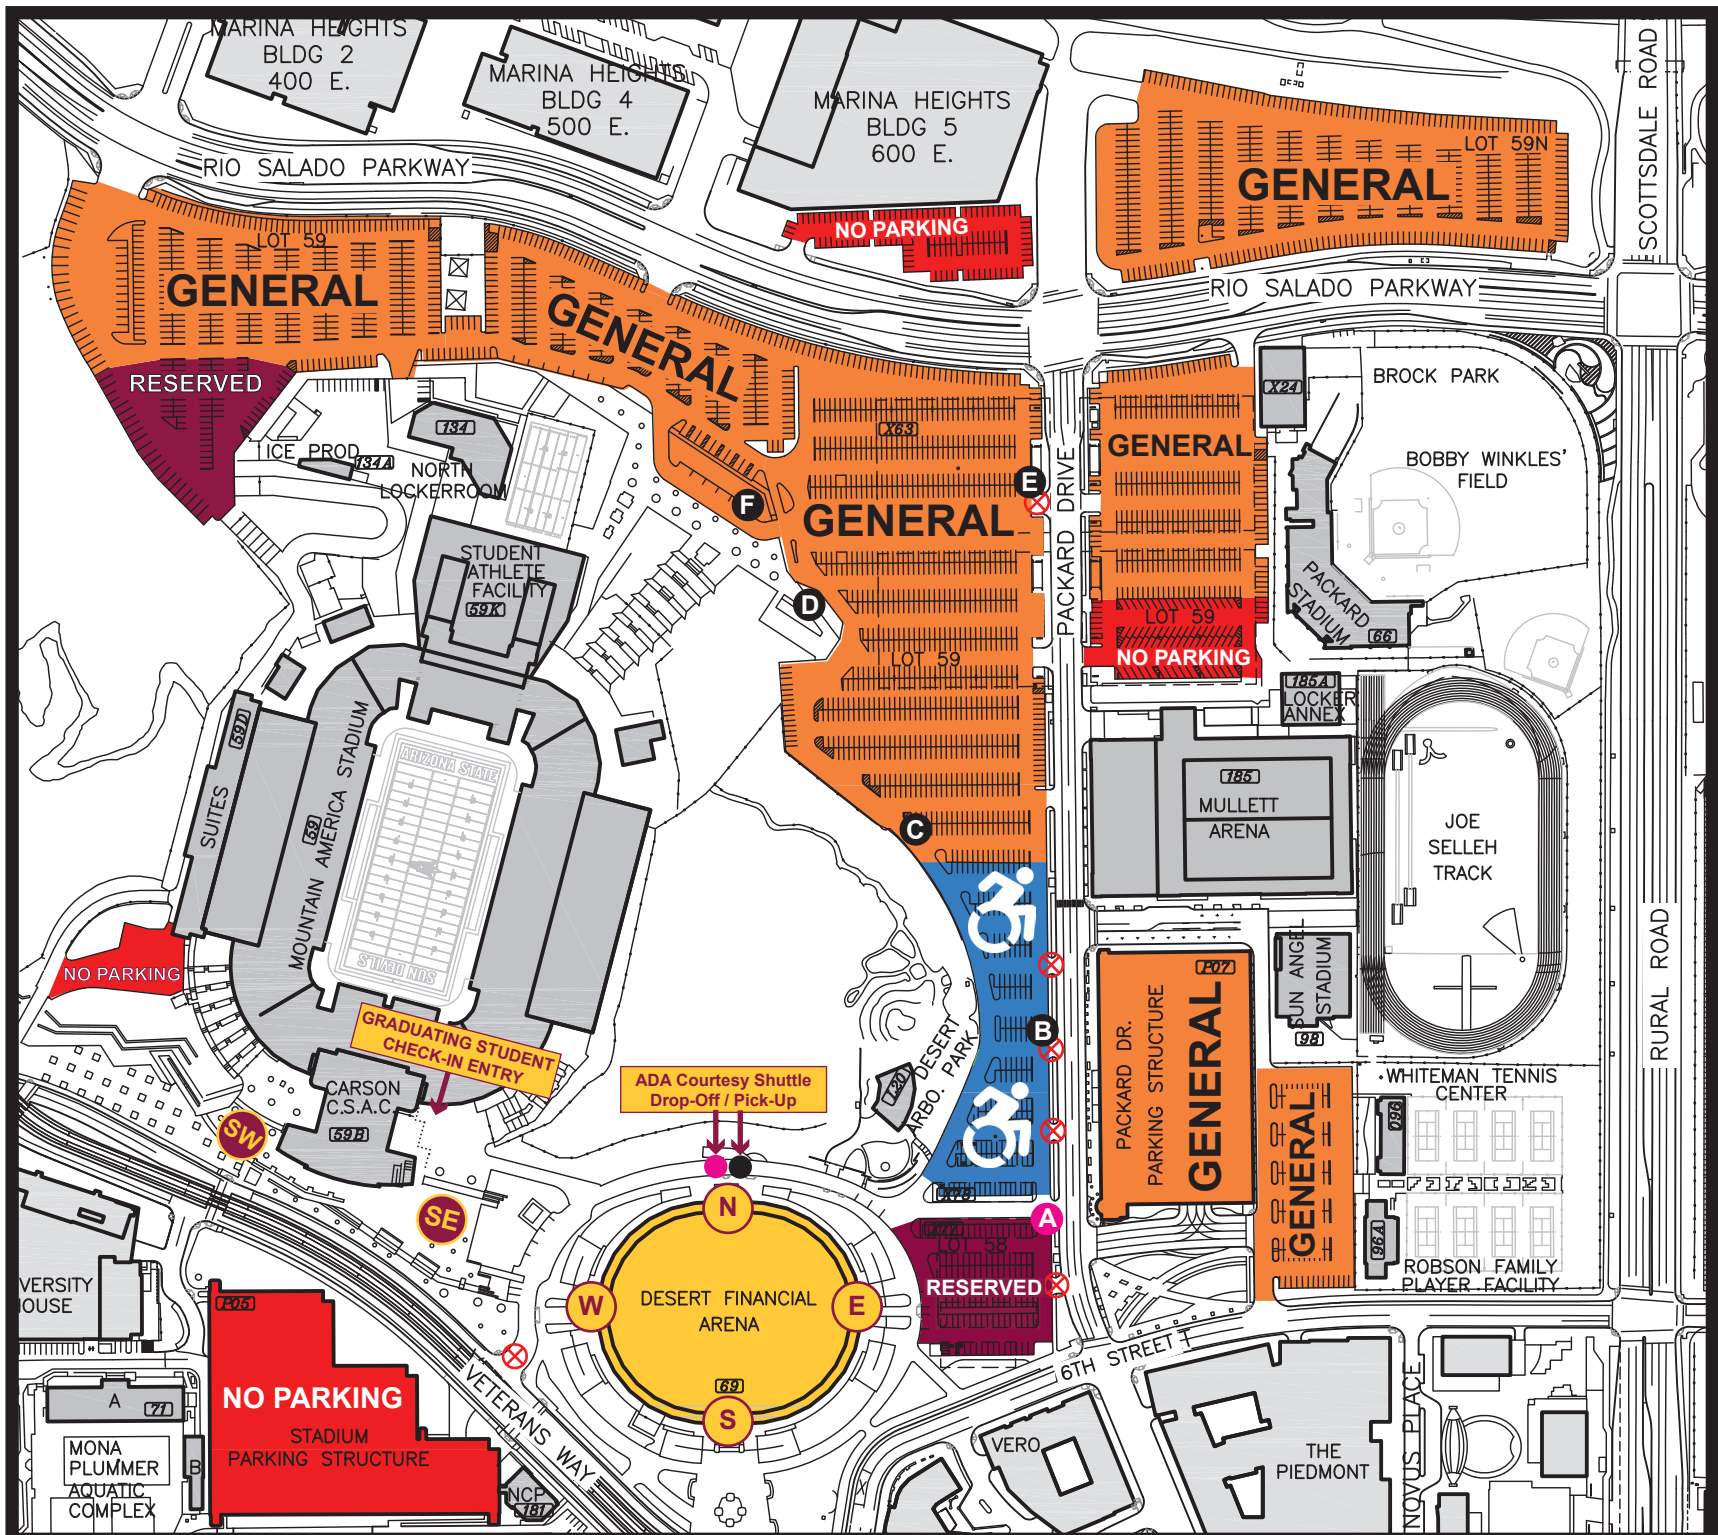 MARINA HEIGHTS
BLDG 2
400 E.
MARINA HEIGHTS
BLDG 4
500 E.
MARINA HEIGHTS
BLDG 5
600 E.
SCOTTSDALE ROAD
LOT 59N
GENERAL
RIO SALADO PARKWAY
NO PARKING
LOT 59
GENERAL
RIO SALADO PARKWAY
GENERAL
RESERVED
X24
BROCK PARK
134
X63
GENERAL
ICE PROD
134A
NORTH
LOCKERROOM
BOBBY WINKLES'
FIELD
E
F
GENERAL
PACKARD DRIVE
STUDENT
ATHLETE
FACILITY
59K
D
PACKARD
STADIUM
66
LOT 59
NO PARKING
LOT 59
185A
LOCKER
ANNEX
59D
SUITES
59
MOUNTAIN AMERICA STADIUM
ARIZONA STATE
SUN DEVILS
185
MULLETT
ARENA
C
JOE
SELLEH
TRACK
NO PARKING
P07
PACKARD DR.
PARKING STRUCTURE
GENERAL
SUN ANGEL
STADIUM
98
RURAL ROAD
GRADUATING STUDENT
CHECK-IN ENTRY
B
DESERT
ARBO. PARK
L20
CARSON
C.S.A.C.
59B
ADA Courtesy Shuttle
Drop-Off / Pick-Up
WHITEMAN TENNIS
CENTER
96D
GENERAL
SW
SE
N
X78
A
LOT 58
RESERVED
96A
ROBSON FAMILY
PLAYER FACILITY
VERSITY
HOUSE
P05
W
DESERT FINANCIAL
ARENA
E
69
S
6TH STREET T
VETERANS WAY
NO PARKING
STADIUM
PARKING STRUCTURE
A
71
B
MONA
PLUMMER
AQUATIC
COMPLEX
NCP
181
VERO
THE
PIEDMONT
NOVUS PLACE